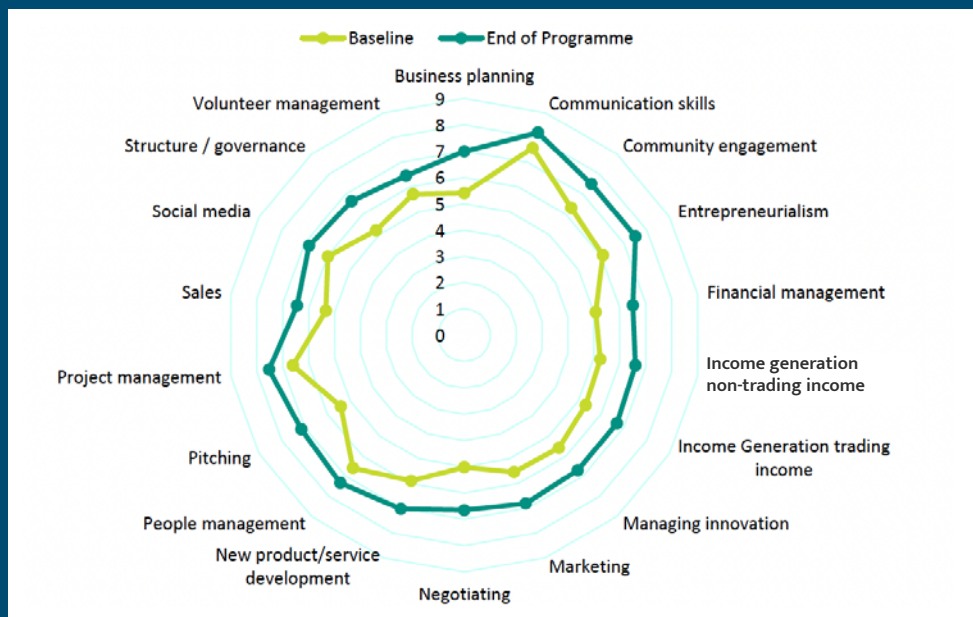 Baseline
End of Programme
Business planning
Volunteer management
Communication skills
Structure / governance
Community engagement
Social media
Entrepreneurialism
Sales
Financial management
Project management
Income generation
non-trading income
Pitching
Income Generation trading
income
People management
Managing innovation
New product/service
development
Marketing
Negotiating
9
8
7
6
5
4
3
2
1
0